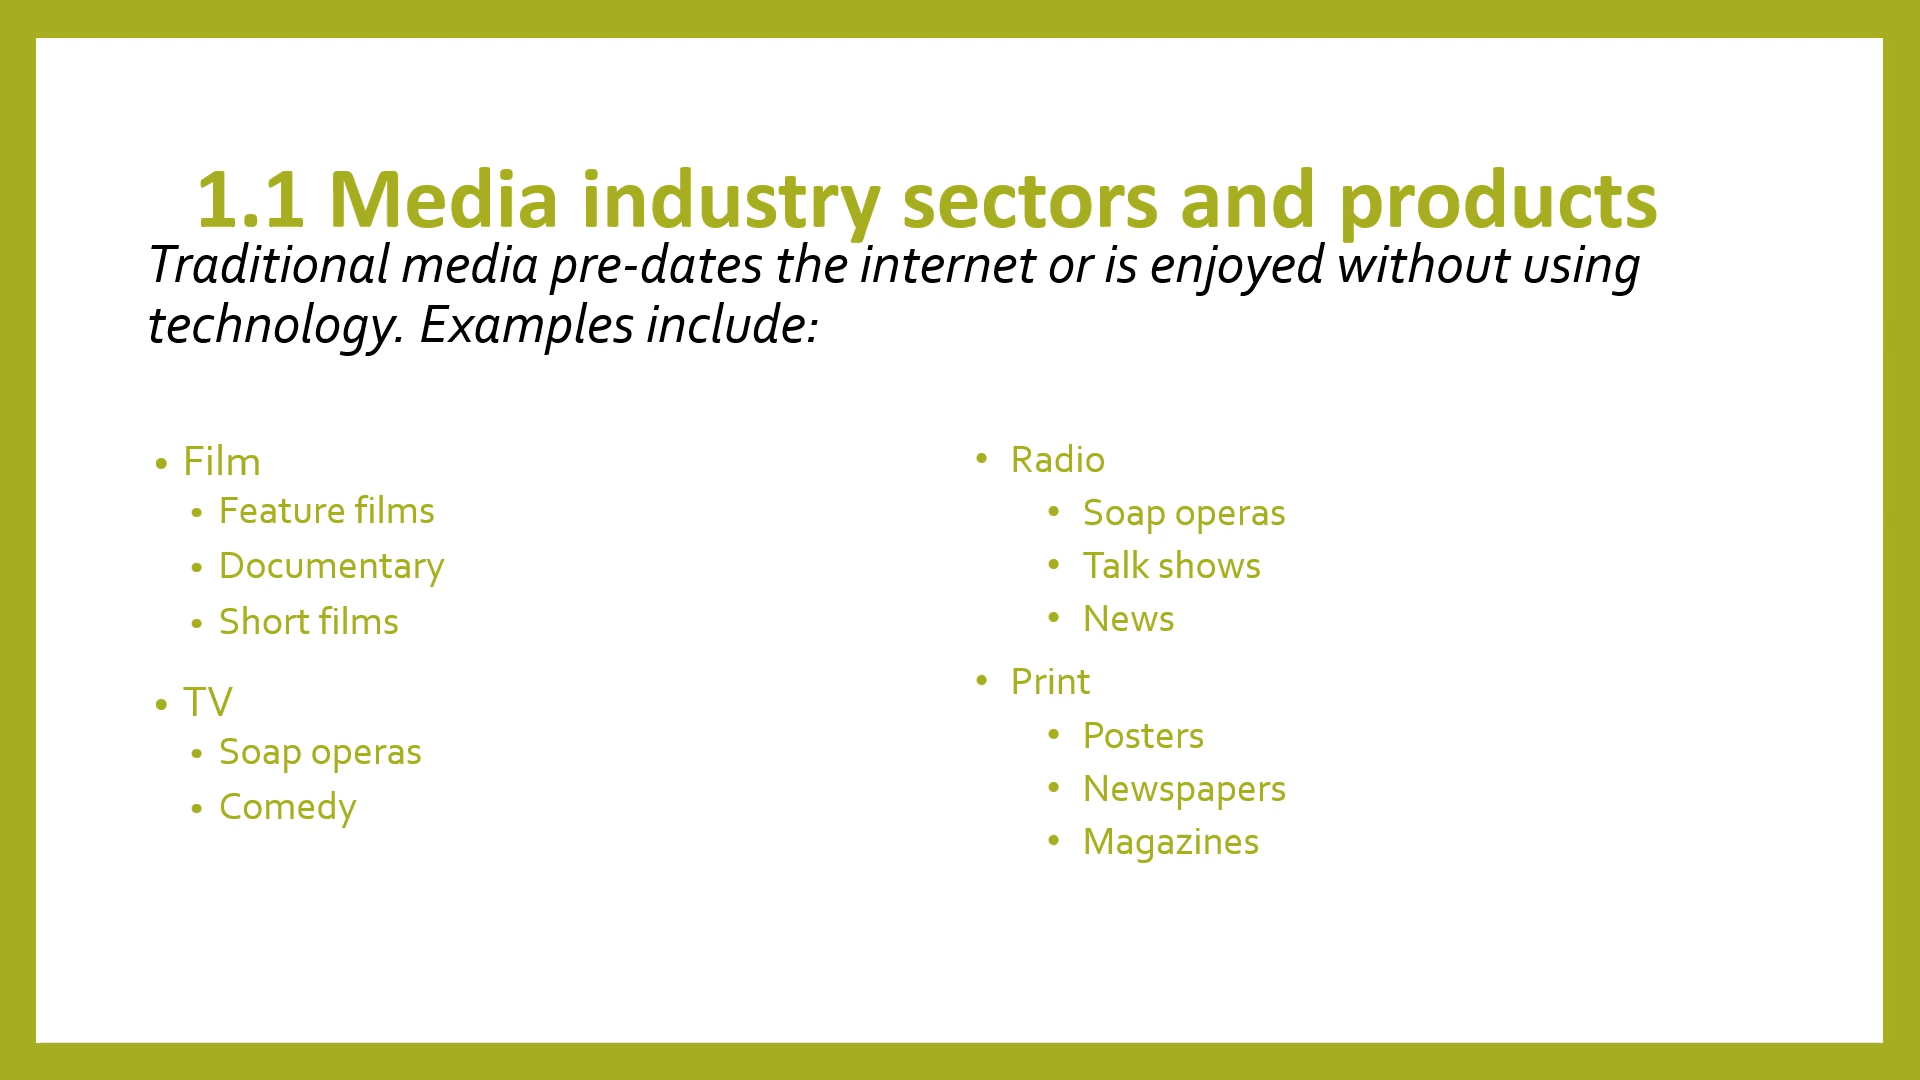 1.1 Media industry sectors and products
Traditional media pre-dates the internet or is enjoyed without using
technology. Examples include:
• Film
• Feature films
• Documentary
• Short films
• TV
• Soap operas
• Comedy
• Radio
• Soap operas
• Talk shows
• News
• Print
• Posters
• Newspapers
• Magazines